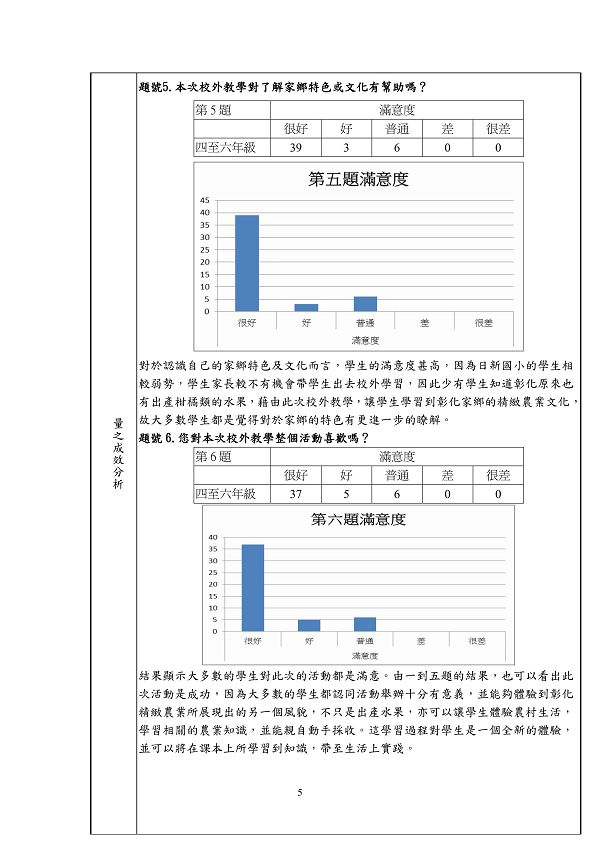 量之成效分析
題號5.本次校外教學對了解家鄉特色或文化有幫助嗎？
第5題 滿意度
很好 好 普通 差 很差
四至六年級 39 3 6 0 0
第五題滿意度
45
40
35
30
25
20
15
10
5
0
很好 好 普通 差 很差
滿意度
對於認識自己的家鄉特色及文化而言，學生的滿意度甚高，因為日新國小的學生相
較弱勢，學生家長較不有機會帶學生出去校外學習，因此少有學生知道彰化原來也
有出產柑橘類的水果，藉由此次校外教學，讓學生學習到彰化家鄉的精緻農業文化，
故大多數學生都是覺得對於家鄉的特色有更進一步的瞭解。
題號 6.您對本次校外教學整個活動喜歡嗎？
第6題 滿意度
很好 好 普通 差 很差
四至六年級 37 5 6 0 0
第六題滿意度
40
35
30
25
20
15
10
5
0
很好 好 普通 差 很差
滿意度
結果顯示大多數的學生對此次的活動都是滿意。由一到五題的結果，也可以看出此
次活動是成功，因為大多數的學生都認同活動舉辦十分有意義，並能夠體驗到彰化
精緻農業所展現出的另一個風貌，不只是出產水果，亦可以讓學生體驗農村生活，
學習相關的農業知識，並能親自動手採收。這學習過程對學生是一個全新的體驗，
並可以將在課本上所學習到知識，帶至生活上實踐。
5